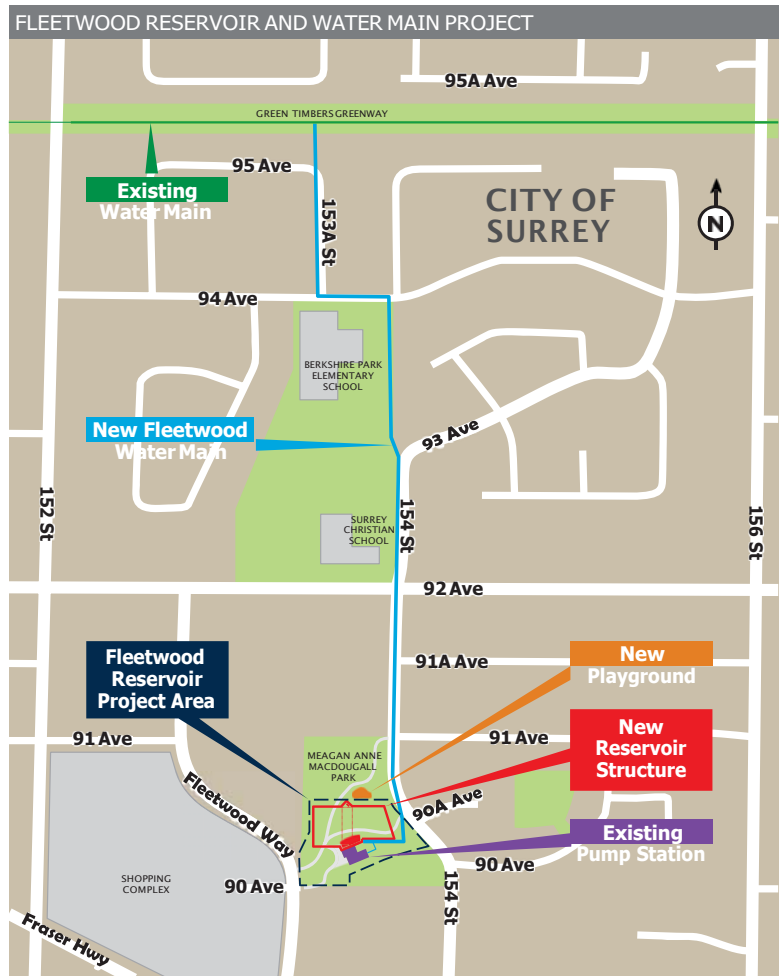 FLEETWOOD RESERVOIR AND WATER MAIN PROJECT
95A Ave
GREEN TIMBERS GREENWAY
95 Ave
Existing
Water Main
153A St
CITY OF
SURREY
N
94 Ave
BERKSHIRE PARK
ELEMENTARY
SCHOOL
New Fleetwood
Water Main
93 Ave
152 St
SURREY
CHRISTIAN
SCHOOL
154 St
156 St
92 Ave
Fleetwood
Reservoir
Project Area
91A Ave
New
Playground
91 Ave
MEAGAN ANNE
MACDOUGALL
PARK
91 Ave
New
Reservoir
Structure
Fleetwood Way
90A Ave
Existing
Pump Station
SHOPPING
COMPLEX
90 Ave
90 Ave
154 St
Fraser Hwy